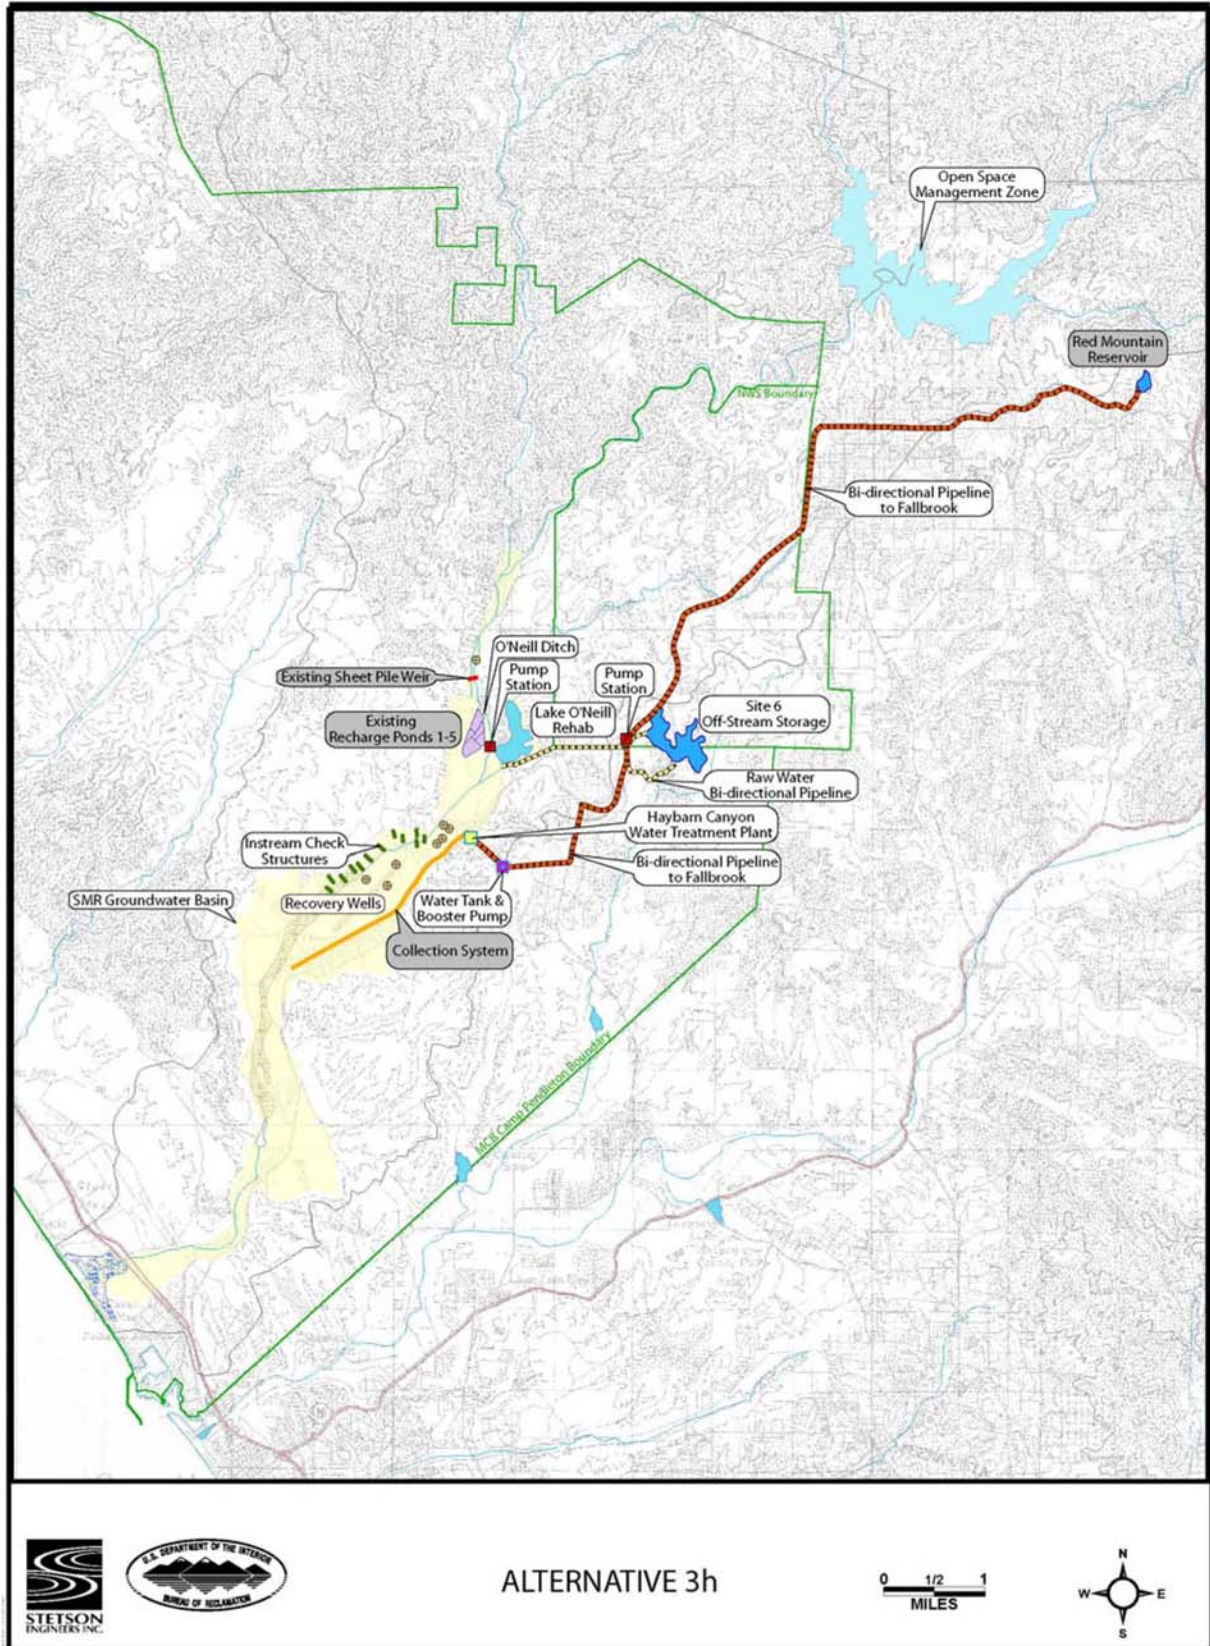 Open Space
Management Zone
Red Mountain
Reservoir
NWS Boundary
Bi-directional Pipeline
to Fallbrook
O'Neill Ditch
Pump
Station
Existing Sheet Pile Weir
Pump
Station
Lake O'Neill
Rehab
Site 6
Off-Stream Storage
Existing
Recharge Ponds 1-5
Raw Water
Bi-directional Pipeline
Haybarn Canyon
Water Treatment Plant
Instream Check
Structures
Bi-directional Pipeline
to Fallbrook
SMR Groundwater Basin
Recovery Wells
Water Tank &
Booster Pump
Collection System
MCB Camp Pendleton Boundary
STETSON
ENGINEERS INC.
U.S. DEPARTMENT OF THE INTERIOR
BUREAU OF RECLAMATION
ALTERNATIVE 3h
0 1/2 1
MILES
N
W E
S